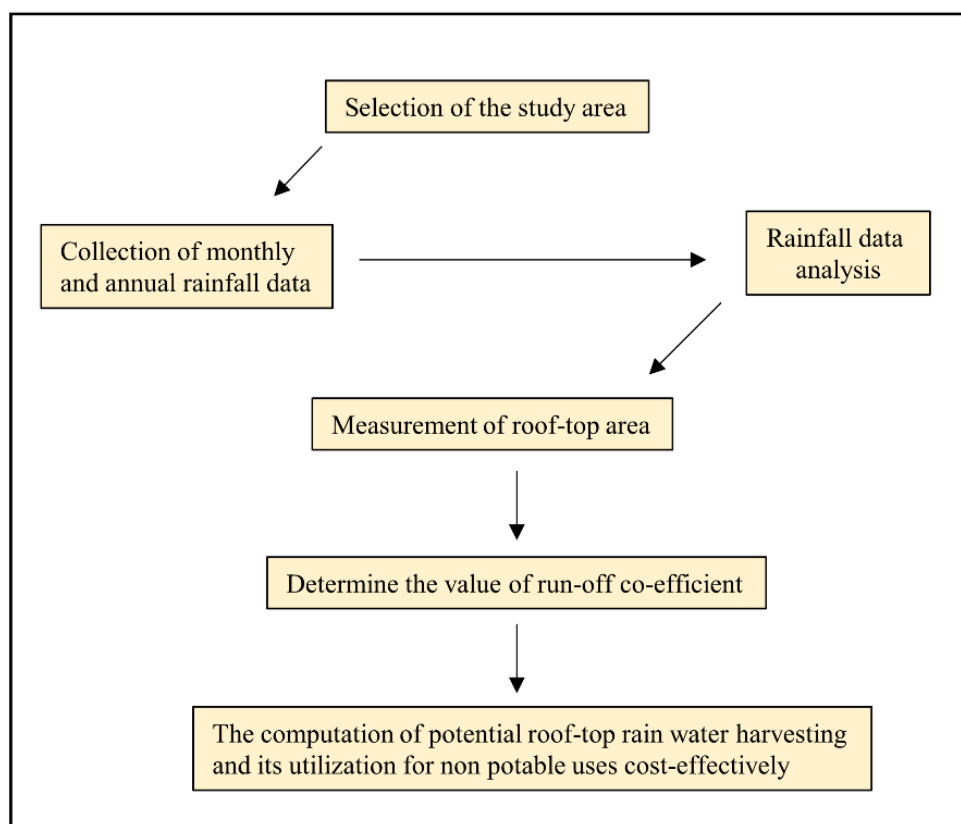 Selection of the study area
Collection of monthly
and annual rainfall data
Rainfall data
analysis
Measurement of roof-top area
Determine the value of run-off co-efficient
The computation of potential roof-top rain water harvesting
and its utilization for non potable uses cost-effectively